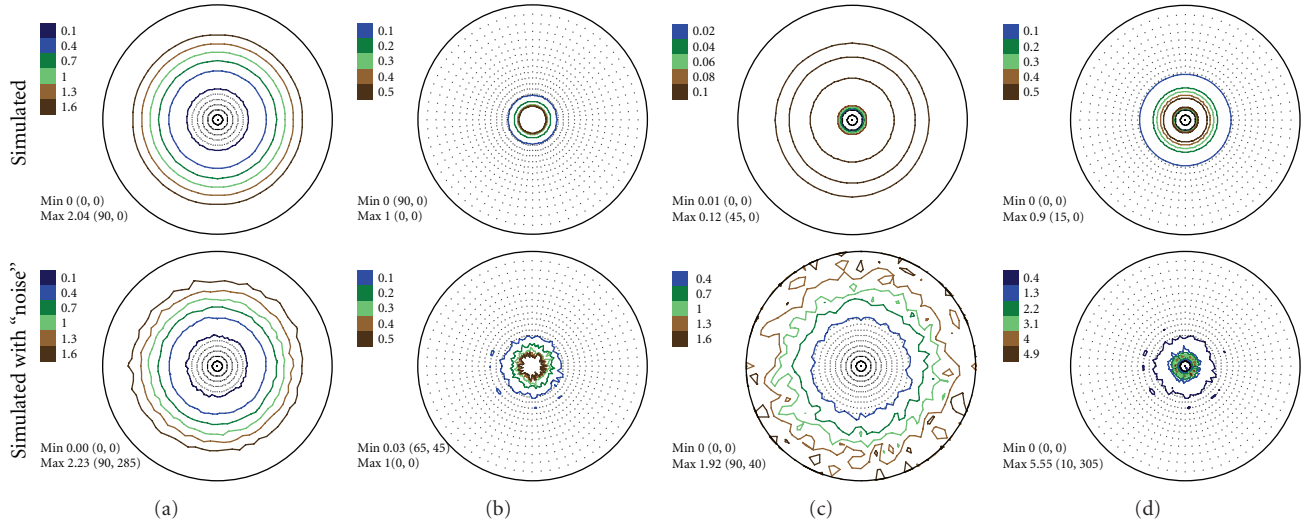 Simulated
0.1
0.4
0.7
1
1.3
1.6
Min 0 (0, 0)
Max 2.04 (90, 0)
0.1
0.2
0.3
0.4
0.5
Min 0 (90, 0)
Max 1 (0, 0)
0.02
0.04
0.06
0.08
0.1
Min 0.01 (0, 0)
Max 0.12 (45, 0)
0.1
0.2
0.3
0.4
0.5
Min 0 (0, 0)
Max 0.9 (15, 0)
Simulated with “noise”
0.1
0.4
0.7
1
1.3
1.6
Min 0.00 (0, 0)
Max 2.23 (90, 285)
0.1
0.2
0.3
0.4
0.5
Min 0.03 (65, 45)
Max 1(0, 0)
0.4
0.7
1
1.3
1.6
Min 0 (0, 0)
Max 1.92 (90, 40)
0.4
1.3
2.2
3.1
4
4.9
Min 0 (0, 0)
Max 5.55 (10, 305)
(a)
(b)
(c)
(d)